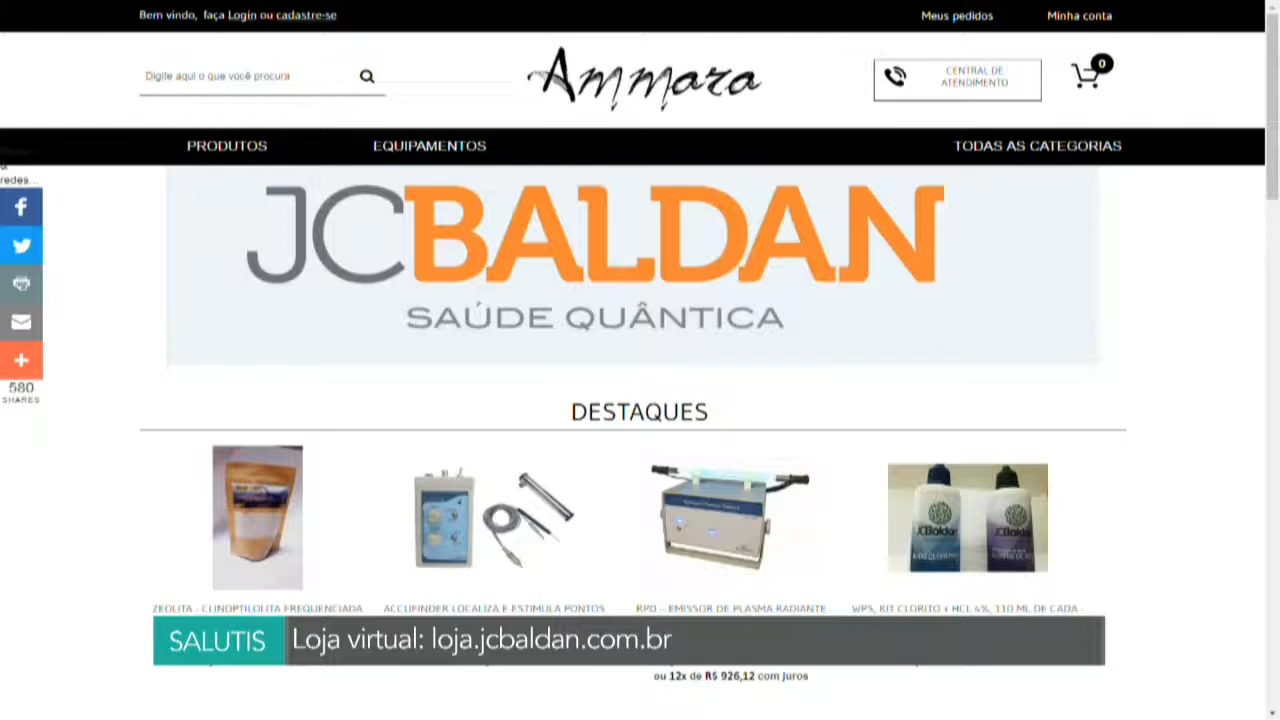 Bem vindo, faça Login ou cadastre-se
Meus pedidos
Minha conta
Digite aqui o que você procura
Ammara
CENTRAL DE
ATENDIMENTO
0
PRODUTOS
EQUIPAMENTOS
TODAS AS CATEGORIAS
redes...
JCBALDAN
SAÚDE QUÂNTICA
580
SHARES
DESTAQUES
JCBaldan
JCBaldan
ZEOLITA - CLINOPTILOLITA FREQUENCIADA
ACCUFINDER LOCALIZA E ESTIMULA PONTOS
RPD – EMISSOR DE PLASMA RADIANTE
WPS, KIT CLORITO + HCL 4%, 110 ML DE CADA -
SALUTIS
Loja virtual: loja.jcbaldan.com.br
ou 12x de R$ 926,12 com juros